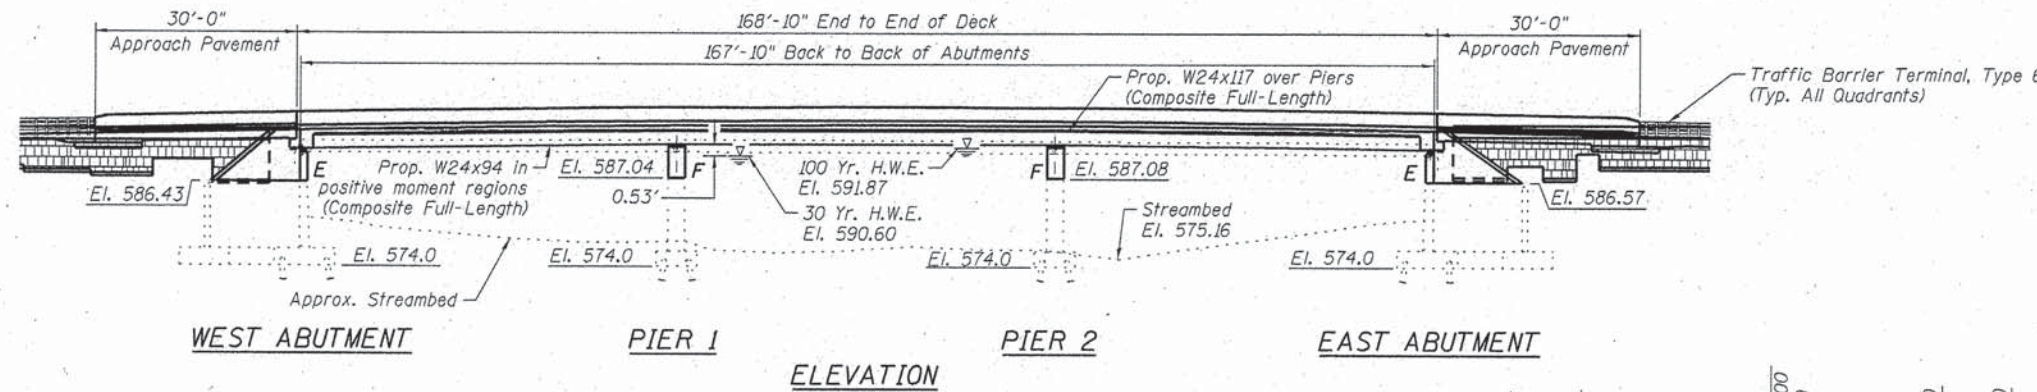 30'-0"
Approach Pavement
168'-10" End to End of Deck
167'-10" Back to Back of Abutments
30'-0"
Approach Pavement
Prop. W24x117 over Piers
(Composite Full-Length)
Traffic Barrier Terminal, Type 6
(Typ. All Quadrants)
E
Prop. W24x94 in
positive moment regions
(Composite Full-Length)
El. 587.04
F
0.53'
100 Yr. H.W.E.
El. 591.87
30 Yr. H.W.E.
El. 590.60
F
El. 587.08
E
El. 586.43
El. 586.57
Streambed
El. 575.16
El. 574.0
El. 574.0
El. 574.0
El. 574.0
Approx. Streambed
WEST ABUTMENT
PIER 1
PIER 2
EAST ABUTMENT
ELEVATION